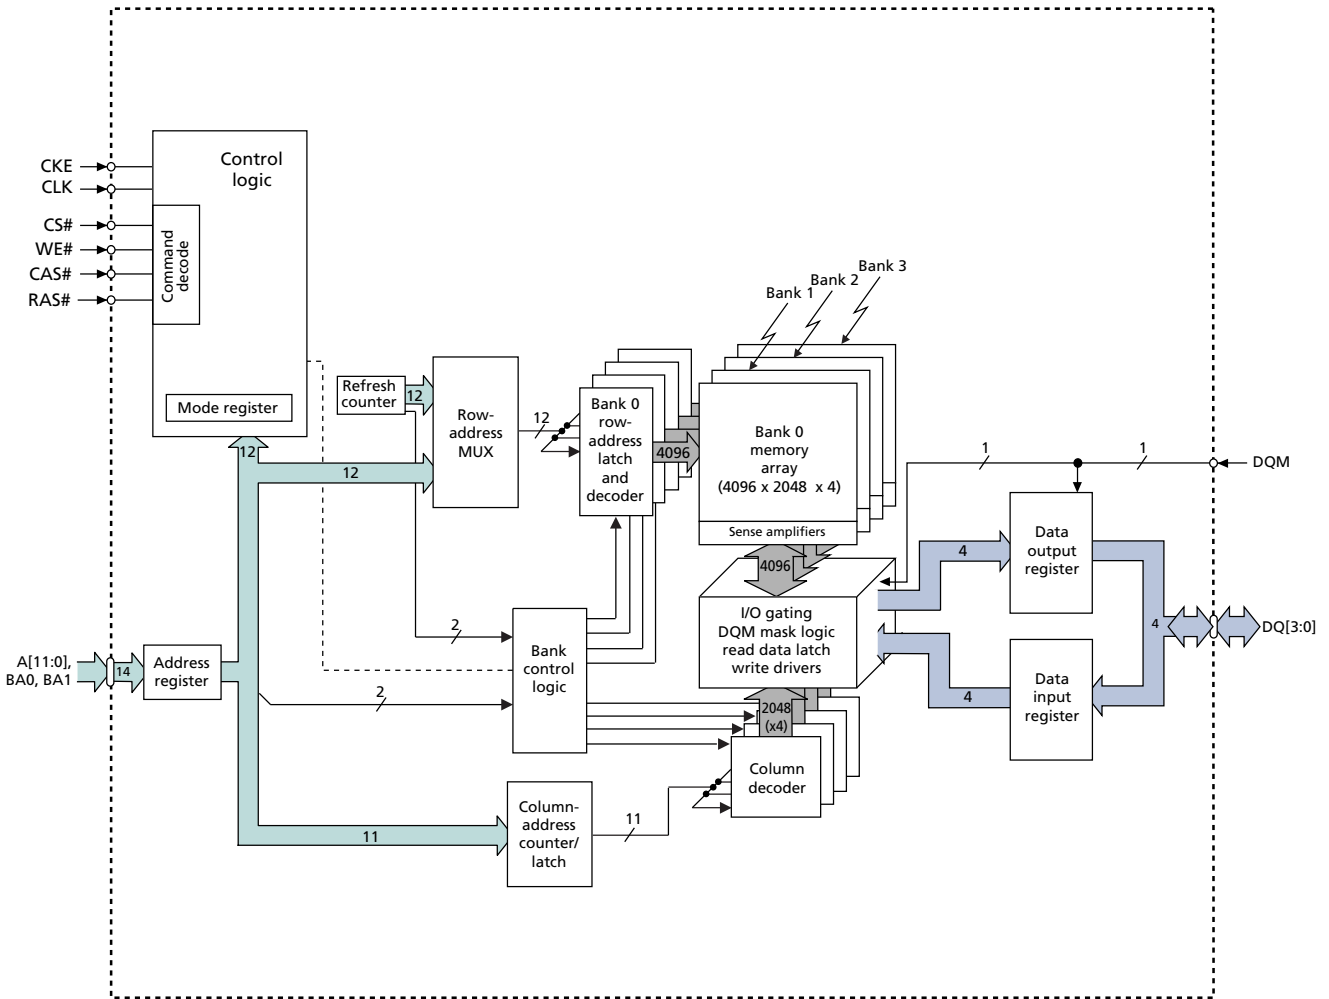 CKE
CLK
CS#
WE#
CAS#
RAS#
Control
logic
Command
decode
Mode register
12
Refresh
counter
12
12
Row-
address
MUX
12
Bank 0
row-
address
latch
and
decoder
4096
Bank 1
Bank 2
Bank 3
Bank 0
memory
array
(4096 x 2048 x 4)
Sense amplifiers
4096
I/O gating
DQM mask logic
read data latch
write drivers
1
1
DQM
4
Data
output
register
4
DQ[3:0]
4
Data
input
register
A[11:0],
BA0, BA1
14
Address
register
2
2
Bank
control
logic
2048
(x4)
Column
decoder
11
Column-
address
counter/
latch
11